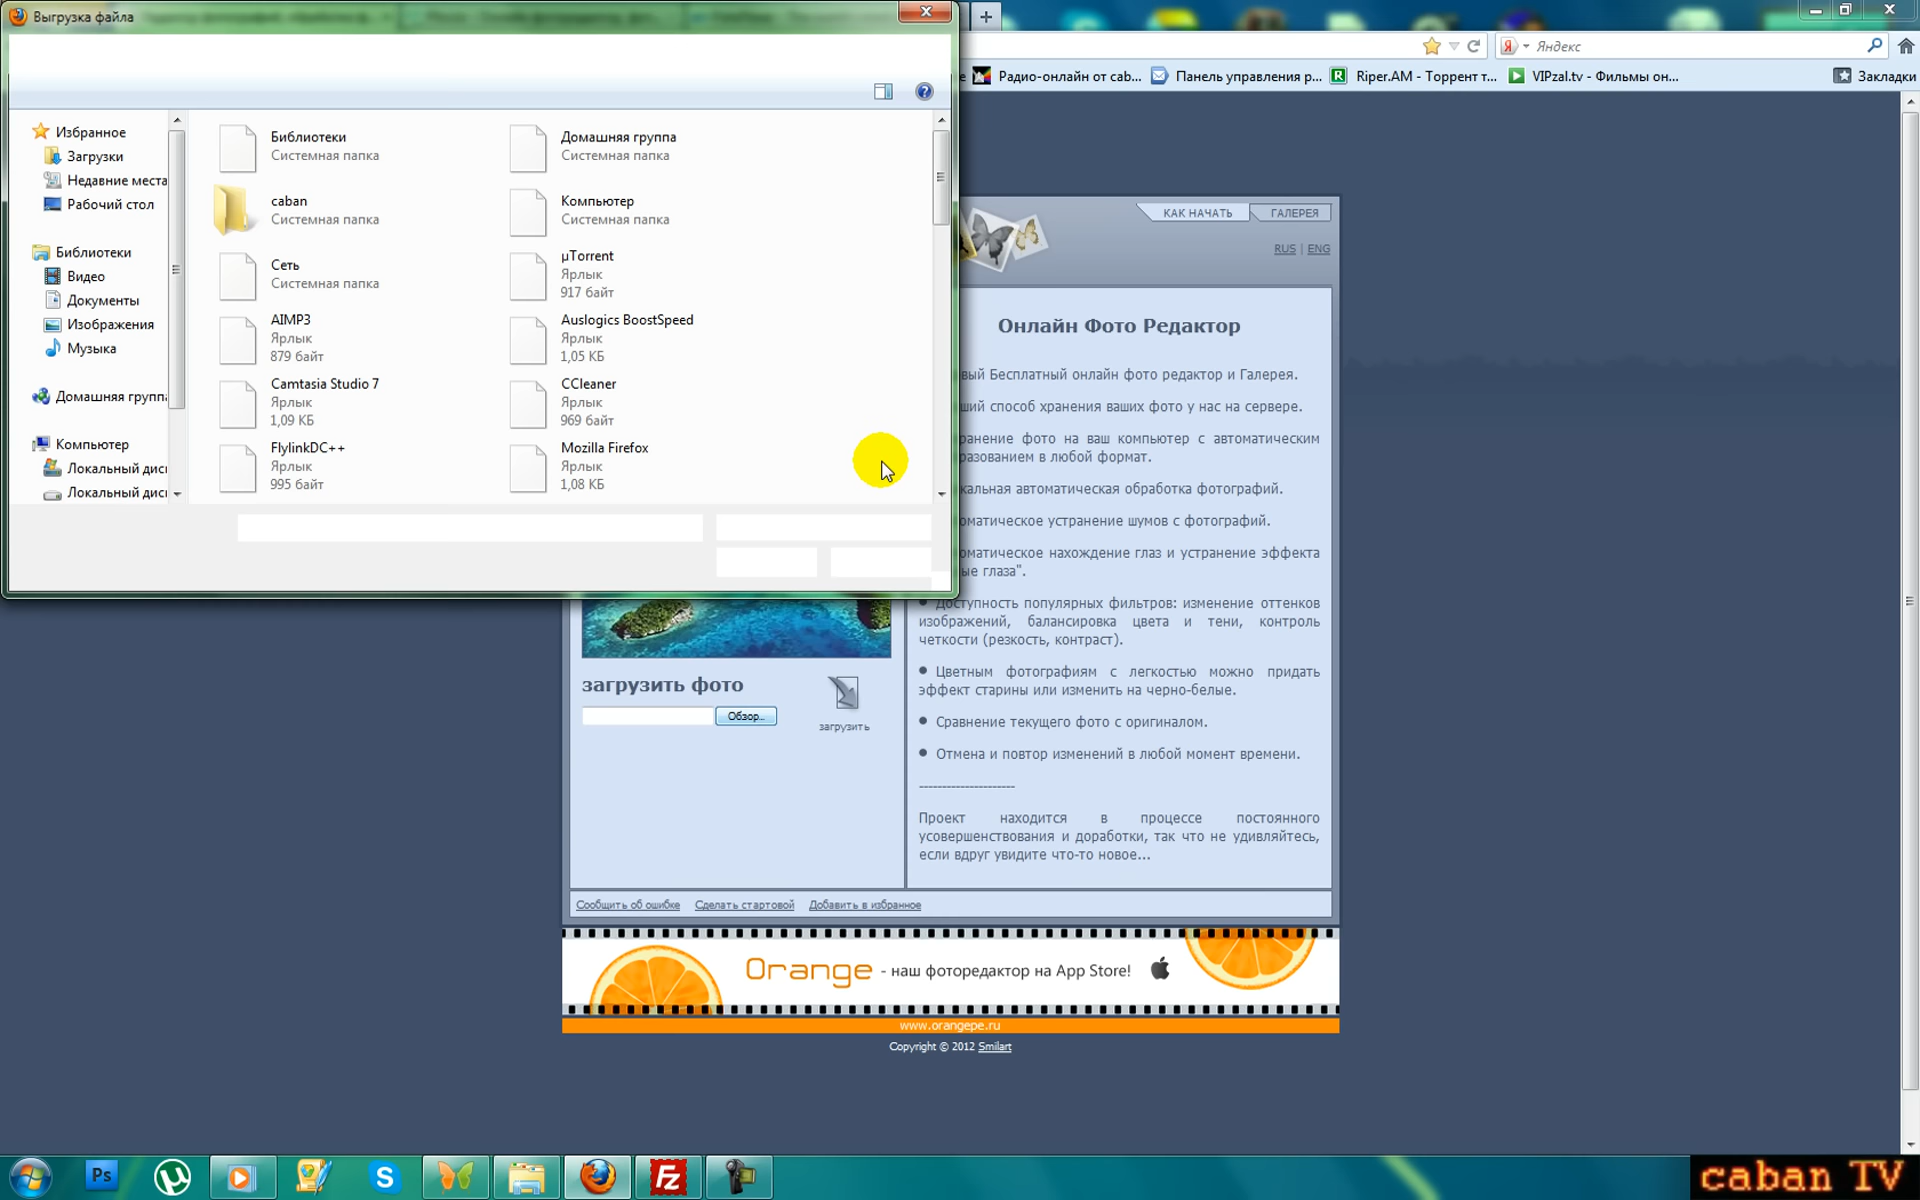 Выгрузка файла
Яндекс
Радио-онлайн от cab...
Панель управления р...
Riper.AM - Торрент т...
VIPzal.tv - Фильмы он...
Закладки
Избранное
Загрузки
Недавние места
Рабочий стол
Библиотеки
Видео
Документы
Изображения
Музыка
Домашняя групп
Компьютер
Локальный дис
Локальный дис
Библиотеки
Системная папка
Домашняя группа
Системная папка
caban
Системная папка
Компьютер
Системная папка
Сеть
Системная папка
µTorrent
Ярлык
917 байт
AIMP3
Ярлык
879 байт
Auslogics BoostSpeed
Ярлык
1,05 КБ
Camtasia Studio 7
Ярлык
1,09 КБ
CCleaner
Ярлык
969 байт
FlylinkDC++
Ярлык
995 байт
Mozilla Firefox
Ярлык
1,08 КБ
КАК НАЧАТЬ
ГАЛЕРЕЯ
RUS | ENG
Онлайн Фото Редактор
Бесплатный онлайн фото редактор и Галерея.
способ хранения ваших фото у нас на сервере.
фото на ваш компьютер с автоматическим
в любой формат.
автоматическая обработка фотографий.
устранение шумов с фотографий.
нахождение глаз и устранение эффекта
глаза".
• Доступность популярных фильтров: изменение оттенков
изображений, балансировка цвета и тени, контроль
четкости (резкость, контраст).
• Цветным фотографиям с легкостью можно придать
эффект старины или изменить на черно-белые.
• Сравнение текущего фото с оригиналом.
• Отмена и повтор изменений в любой момент времени.
---------------------
Проект находится в процессе постоянного
усовершенствования и доработки, так что не удивляйтесь,
если вдруг увидите что-то новое...
загрузить фото
Обзор...
загрузить
Сообщить об ошибке
Сделать стартовой
Добавить в избранное
Orange - наш фоторедактор на App Store!
www.orangepe.ru
Copyright © 2012 Smilart
Ps
Fz
caban TV